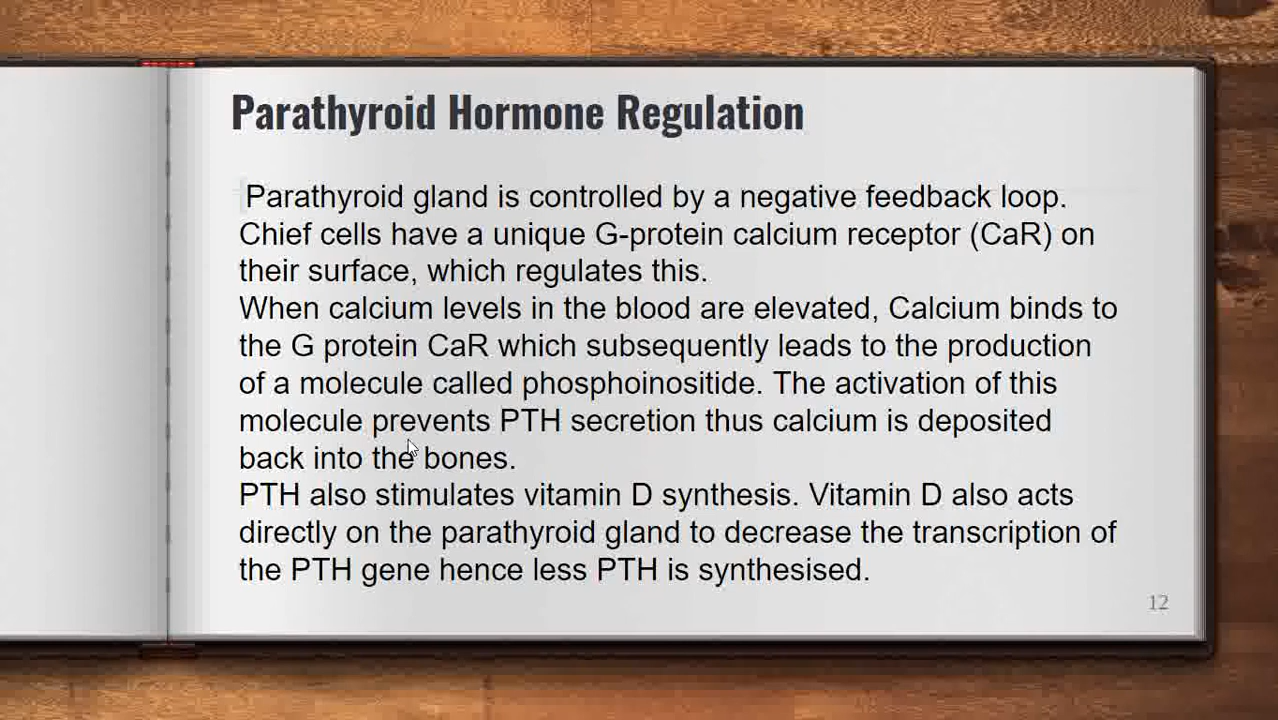 Parathyroid Hormone Regulation
Parathyroid gland is controlled by a negative feedback loop.
Chief cells have a unique G-protein calcium receptor (CaR) on
their surface, which regulates this.
When calcium levels in the blood are elevated, Calcium binds to
the G protein CaR which subsequently leads to the production
of a molecule called phosphoinositide. The activation of this
molecule prevents PTH secretion thus calcium is deposited
back into the bones.
PTH also stimulates vitamin D synthesis. Vitamin D also acts
directly on the parathyroid gland to decrease the transcription of
the PTH gene hence less PTH is synthesised.
12